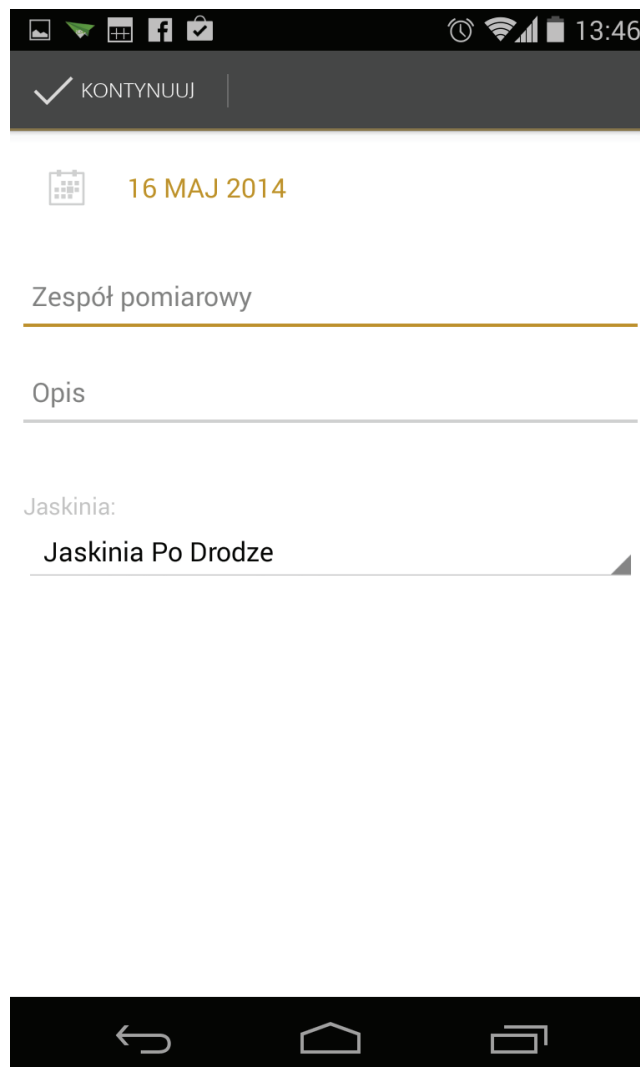 13:46
KONTYNUUJ
16 MAJ 2014
Zespół pomiarowy
Opis
Jaskinia:
Jaskinia Po Drodze